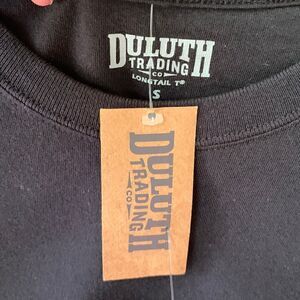 DULUTH
TRADING
CO
LONGTAIL T®
S
DULUTH
TRADING
CO